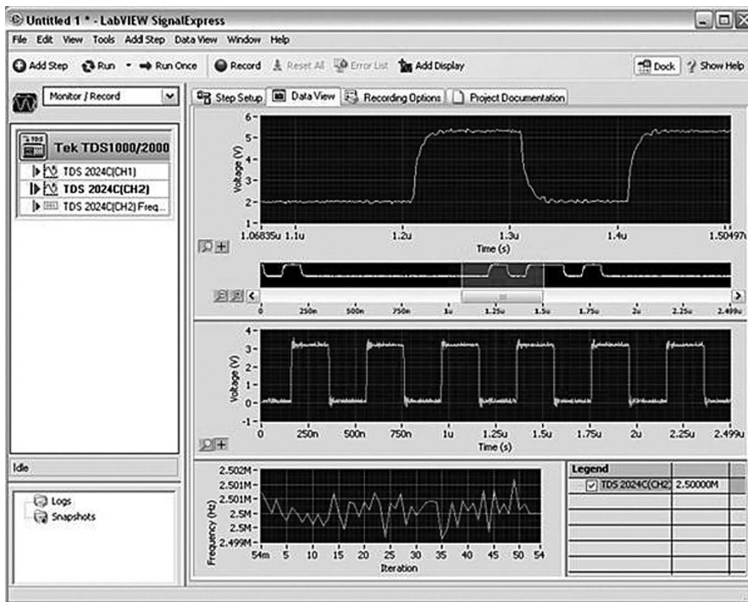 Untitled 1 * - LabVIEW SignalExpress
File Edit View Tools Add Step Data View Window Help
Add Step Run Run Once Record Reset All Error List Add Display Dock ? Show Help
Monitor / Record
Step Setup Data View Recording Options Project Documentation
TDS
Tek TDS1000/2000
TDS 2024C(CH1)
TDS 2024C(CH2)
TDS 2024C(CH2) Freq...
6
5
4
3
2
1
Voltage (V)
1.06835u 1.1u 1.2u 1.3u 1.4u 1.50497u
Time (s)
0 250n 500n 750n 1u 1.25u 1.5u 1.75u 2u 2.25u 2.499u
4
3
2
1
0
-1
Voltage (V)
0 250n 500n 750n 1u 1.25u 1.5u 1.75u 2u 2.25u 2.499u
Time (s)
Idle
Logs
Snapshots
2.502M
2.501M
2.501M
2.5M
2.5M
2.499M
Frequency (Hz)
54m 5 10 15 20 25 30 35 40 45 50 54
Iteration
Legend
TDS 2024C(CH2) 2.50000M